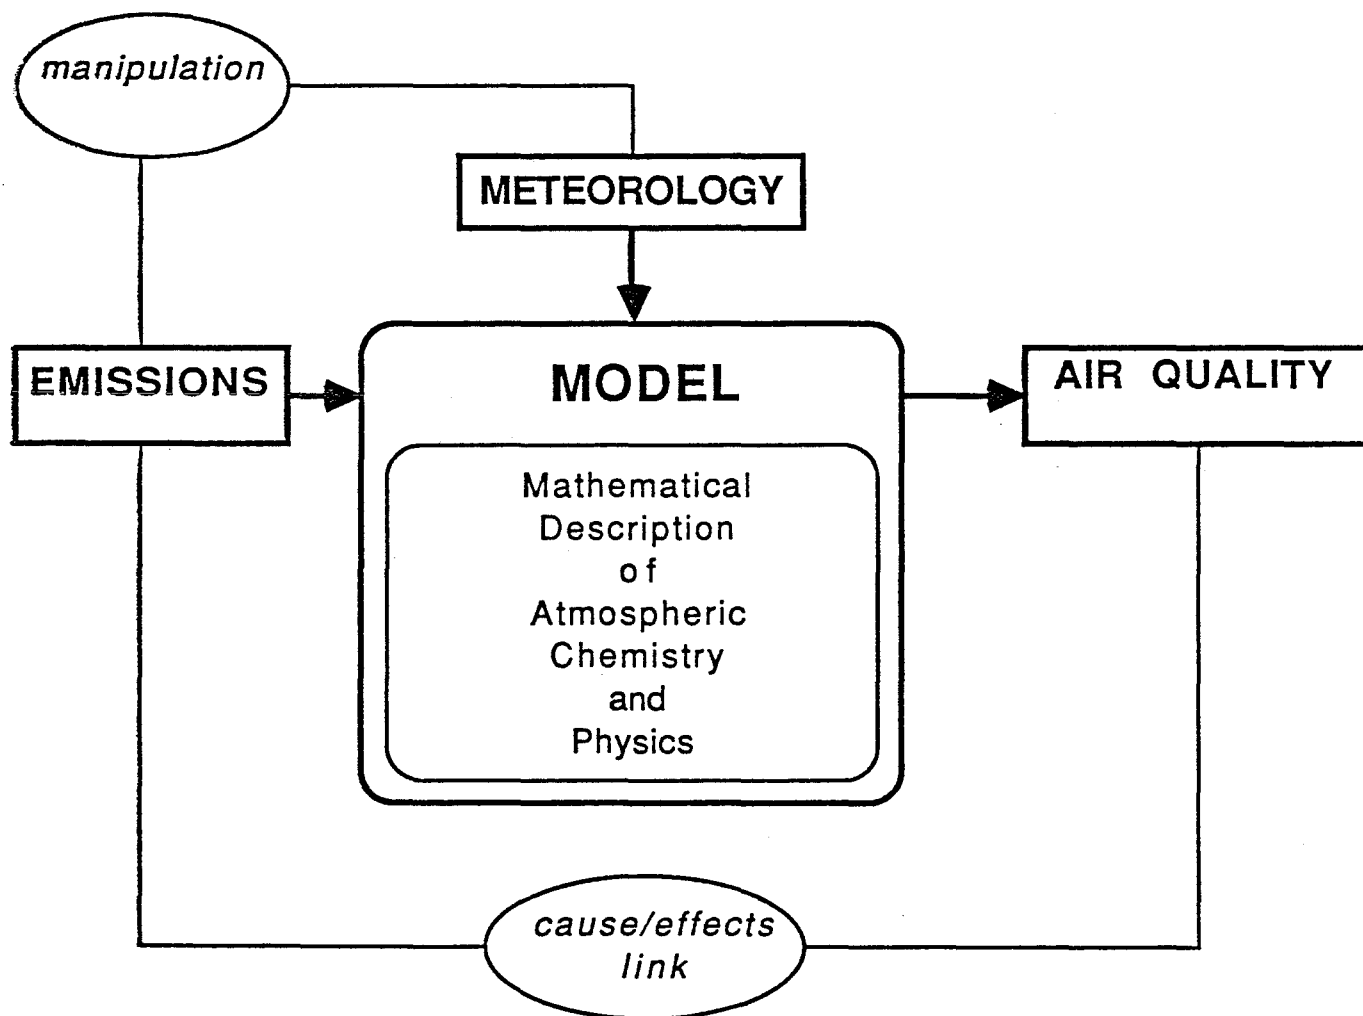 manipulation
METEOROLOGY
EMISSIONS
MODEL
AIR QUALITY
Mathematical
Description
of
Atmospheric
Chemistry
and
Physics
cause/effects
link